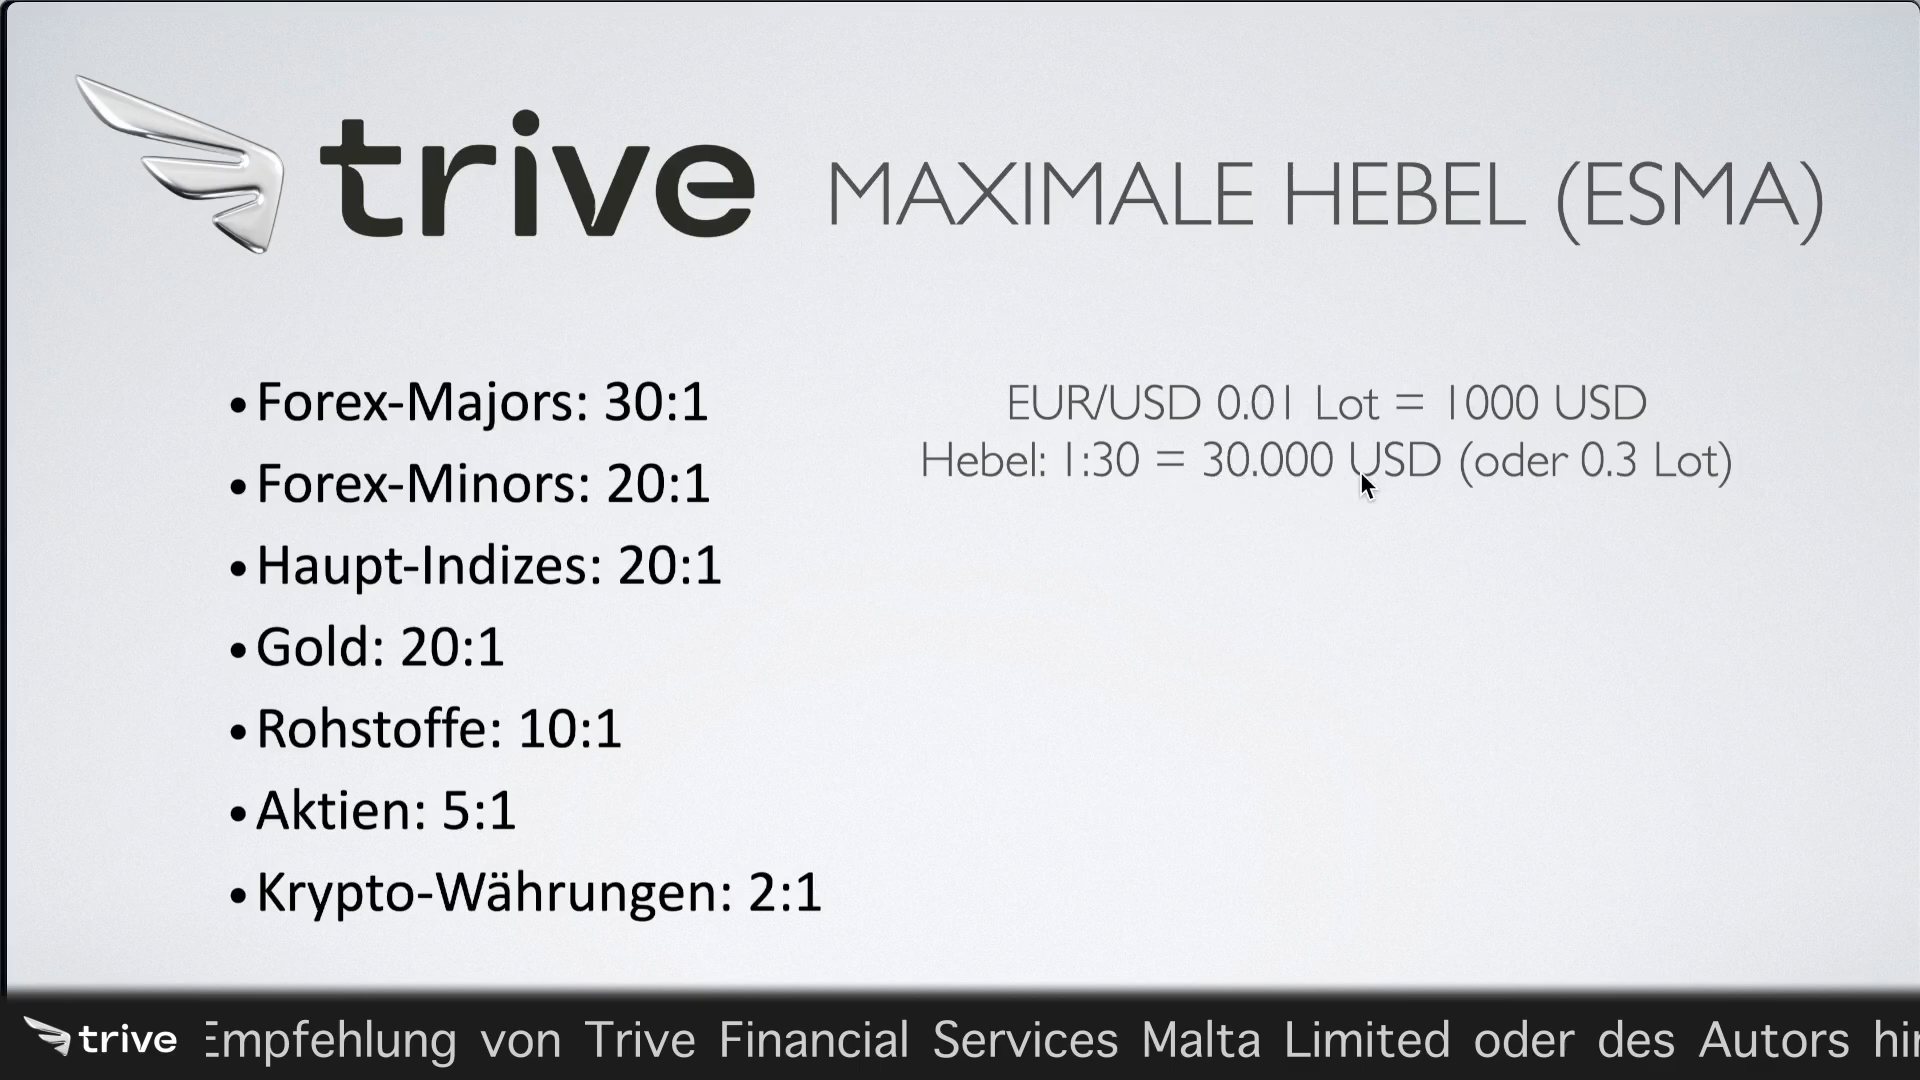 trive MAXIMALE HEBEL (ESMA)
• Forex-Majors: 30:1
• Forex-Minors: 20:1
• Haupt-Indizes: 20:1
• Gold: 20:1
• Rohstoffe: 10:1
• Aktien: 5:1
• Krypto-Währungen: 2:1
EUR/USD 0.01 Lot = 1000 USD
Hebel: 1:30 = 30.000 USD (oder 0.3 Lot)
trive Empfehlung von Trive Financial Services Malta Limited oder des Autors